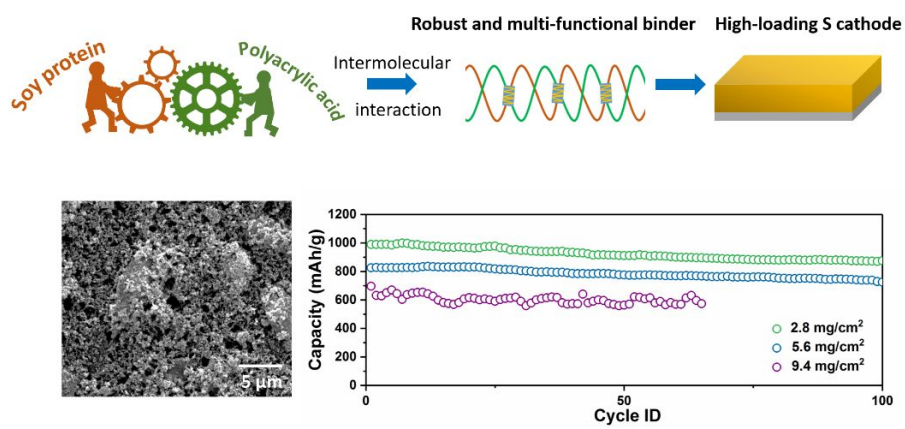 Soy protein
Polyacrylic acid
Intermolecular
interaction
Robust and multi-functional binder
High-loading S cathode
5 μm
Capacity (mAh/g)
1200
1000
800
600
400
200
0
2.8 mg/cm²
5.6 mg/cm²
9.4 mg/cm²
0
50
100
Cycle ID